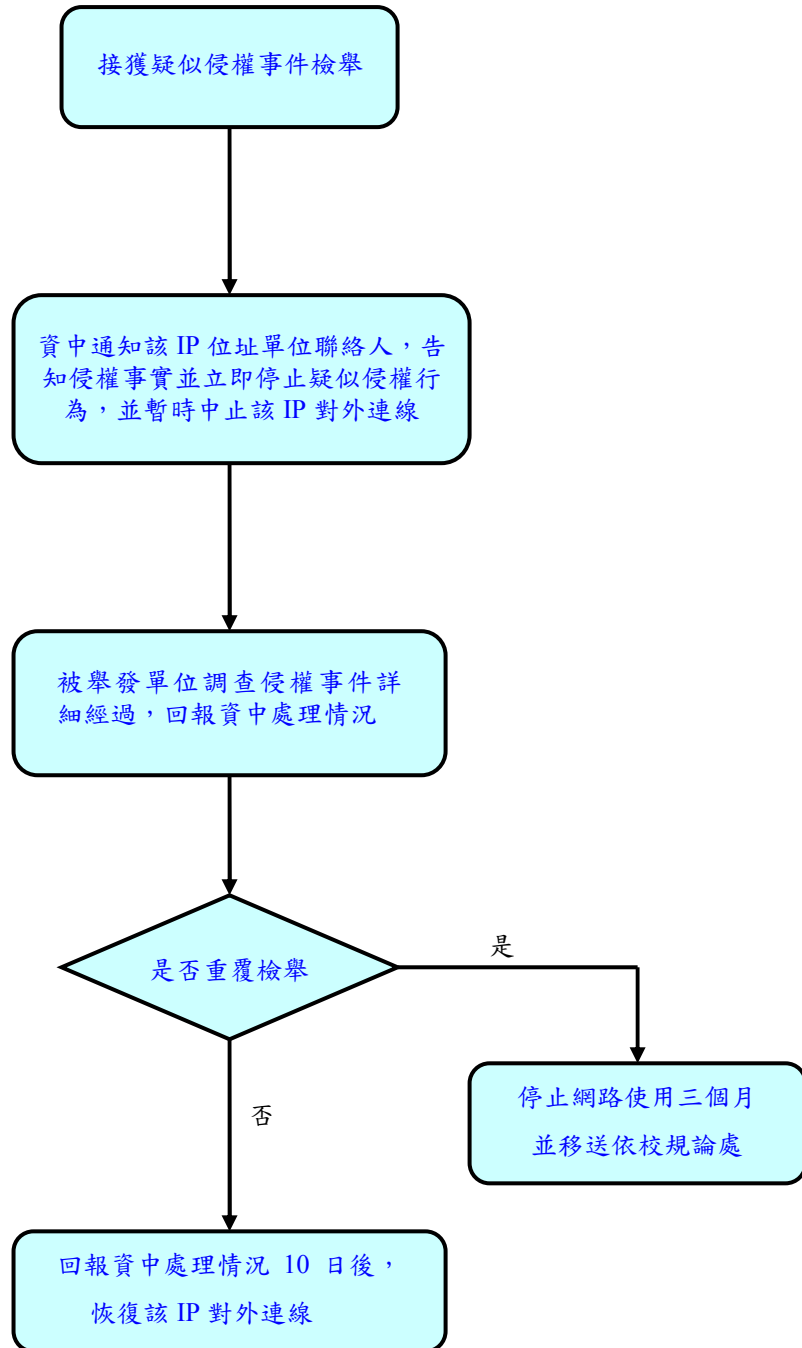 接獲疑似侵權事件檢舉
資中通知該 IP 位址單位聯絡人，告
知侵權事實並立即停止疑似侵權行
為，並暫時中止該 IP 對外連線
被舉發單位調查侵權事件詳
細經過，回報資中處理情況
是否重覆檢舉
是
停止網路使用三個月
並移送依校規論處
否
回報資中處理情況 10 日後，
恢復該 IP 對外連線